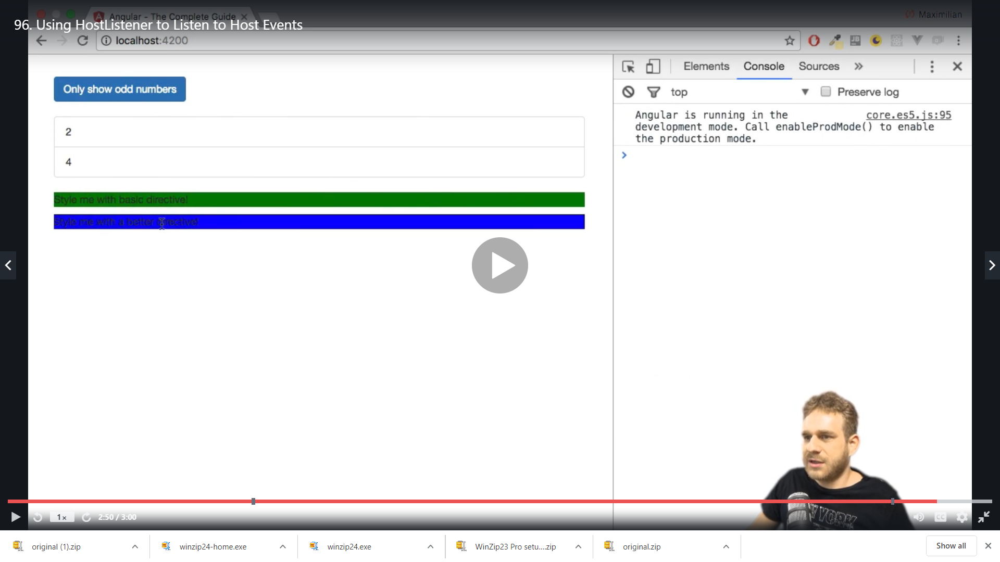 Angular - The Complete Guide
Maximilian
96. Using HostListener to Listen to Host Events
localhost:4200
JB
Elements Console Sources »
Only show odd numbers
top Preserve log
Angular is running in the core.es5.js:95
development mode. Call enableProdMode() to enable
the production mode.
2
4
Style me with basic directive!
Style me with a better directive!
YORK
1x 2:50 / 3:00
CC
original (1).zip
winzip24-home.exe
winzip24.exe
WinZip23 Pro setu....zip
original.zip
Show all